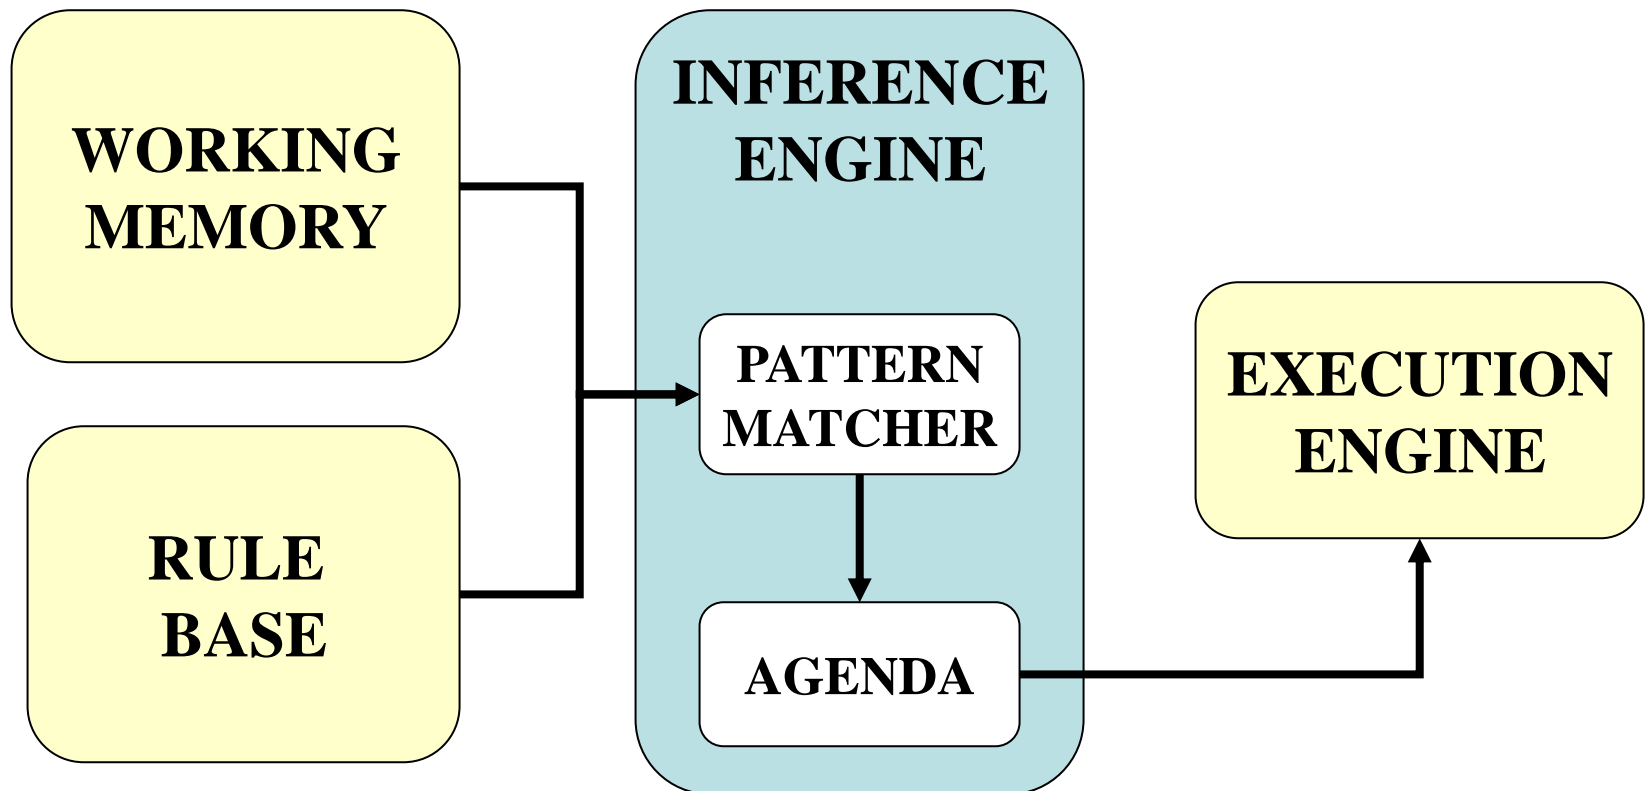 WORKING
MEMORY
RULE
BASE
INFERENCE
ENGINE
PATTERN
MATCHER
AGENDA
EXECUTION
ENGINE